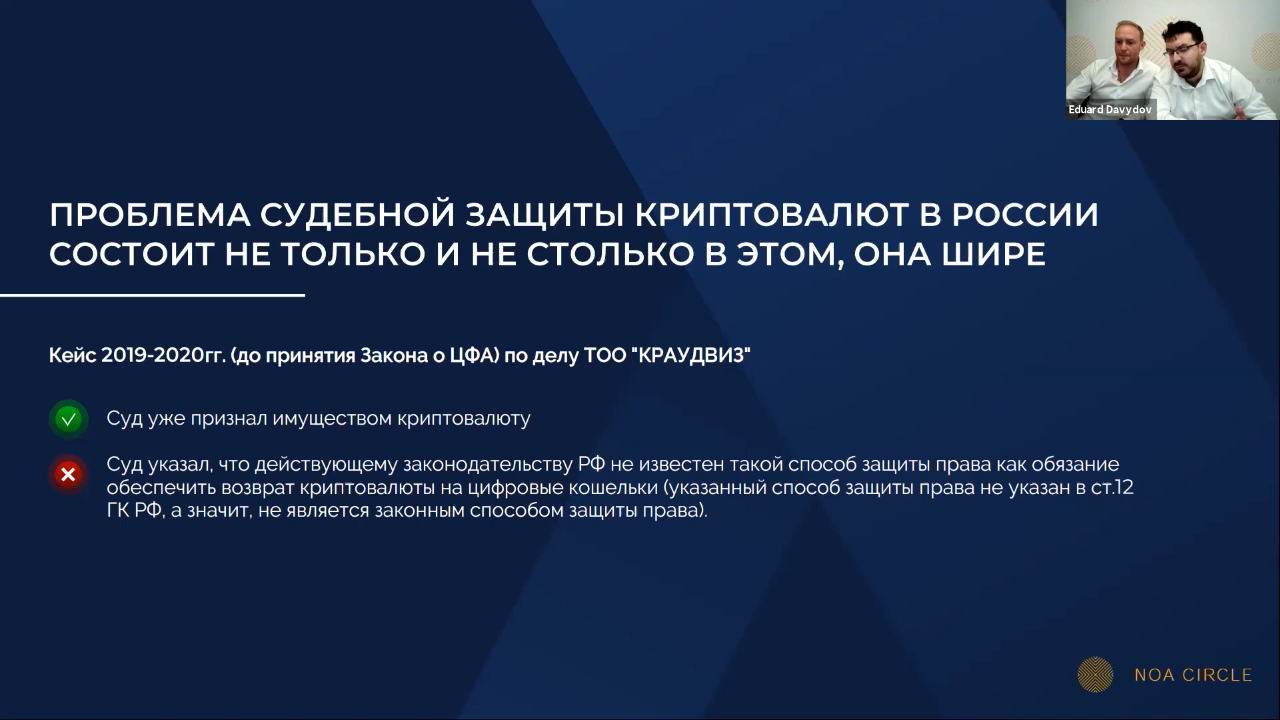 Eduard Davydov
ПРОБЛЕМА СУДЕБНОЙ ЗАЩИТЫ КРИПТОВАЛЮТ В РОССИИ
СОСТОИТ НЕ ТОЛЬКО И НЕ СТОЛЬКО В ЭТОМ, ОНА ШИРЕ
Кейс 2019-2020гг. (до принятия Закона о ЦФА) по делу ТОО "КРАУДВИЗ"
Суд уже признал имуществом криптовалюту
Суд указал, что действующему законодательству РФ не известен такой способ защиты права как обязание
обеспечить возврат криптовалюты на цифровые кошельки (указанный способ защиты права не указан в ст.12
ГК РФ, а значит, не является законным способом защиты права).
NOA CIRCLE